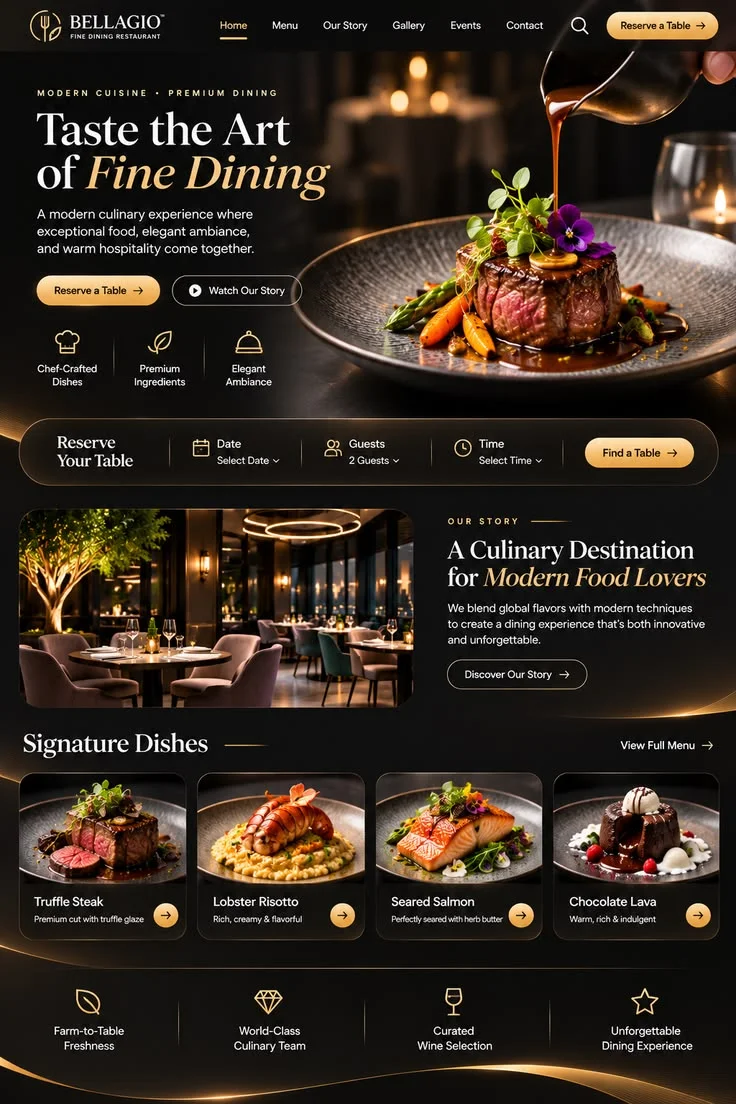 BELLAGIO™
FINE DINING RESTAURANT
Home
Menu
Our Story
Gallery
Events
Contact
Reserve a Table →
MODERN CUISINE • PREMIUM DINING
Taste the Art
of Fine Dining
A modern culinary experience where
exceptional food, elegant ambiance,
and warm hospitality come together.
Reserve a Table →
Watch Our Story
Chef-Crafted
Dishes
Premium
Ingredients
Elegant
Ambiance
Reserve
Your Table
Date
Select Date
Guests
2 Guests
Time
Select Time
Find a Table →
OUR STORY
A Culinary Destination
for Modern Food Lovers
We blend global flavors with modern techniques
to create a dining experience that's both innovative
and unforgettable.
Discover Our Story →
Signature Dishes
View Full Menu →
Truffle Steak
Premium cut with truffle glaze
Lobster Risotto
Rich, creamy & flavorful
Seared Salmon
Perfectly seared with herb butter
Chocolate Lava
Warm, rich & indulgent
Farm-to-Table
Freshness
World-Class
Culinary Team
Curated
Wine Selection
Unforgettable
Dining Experience